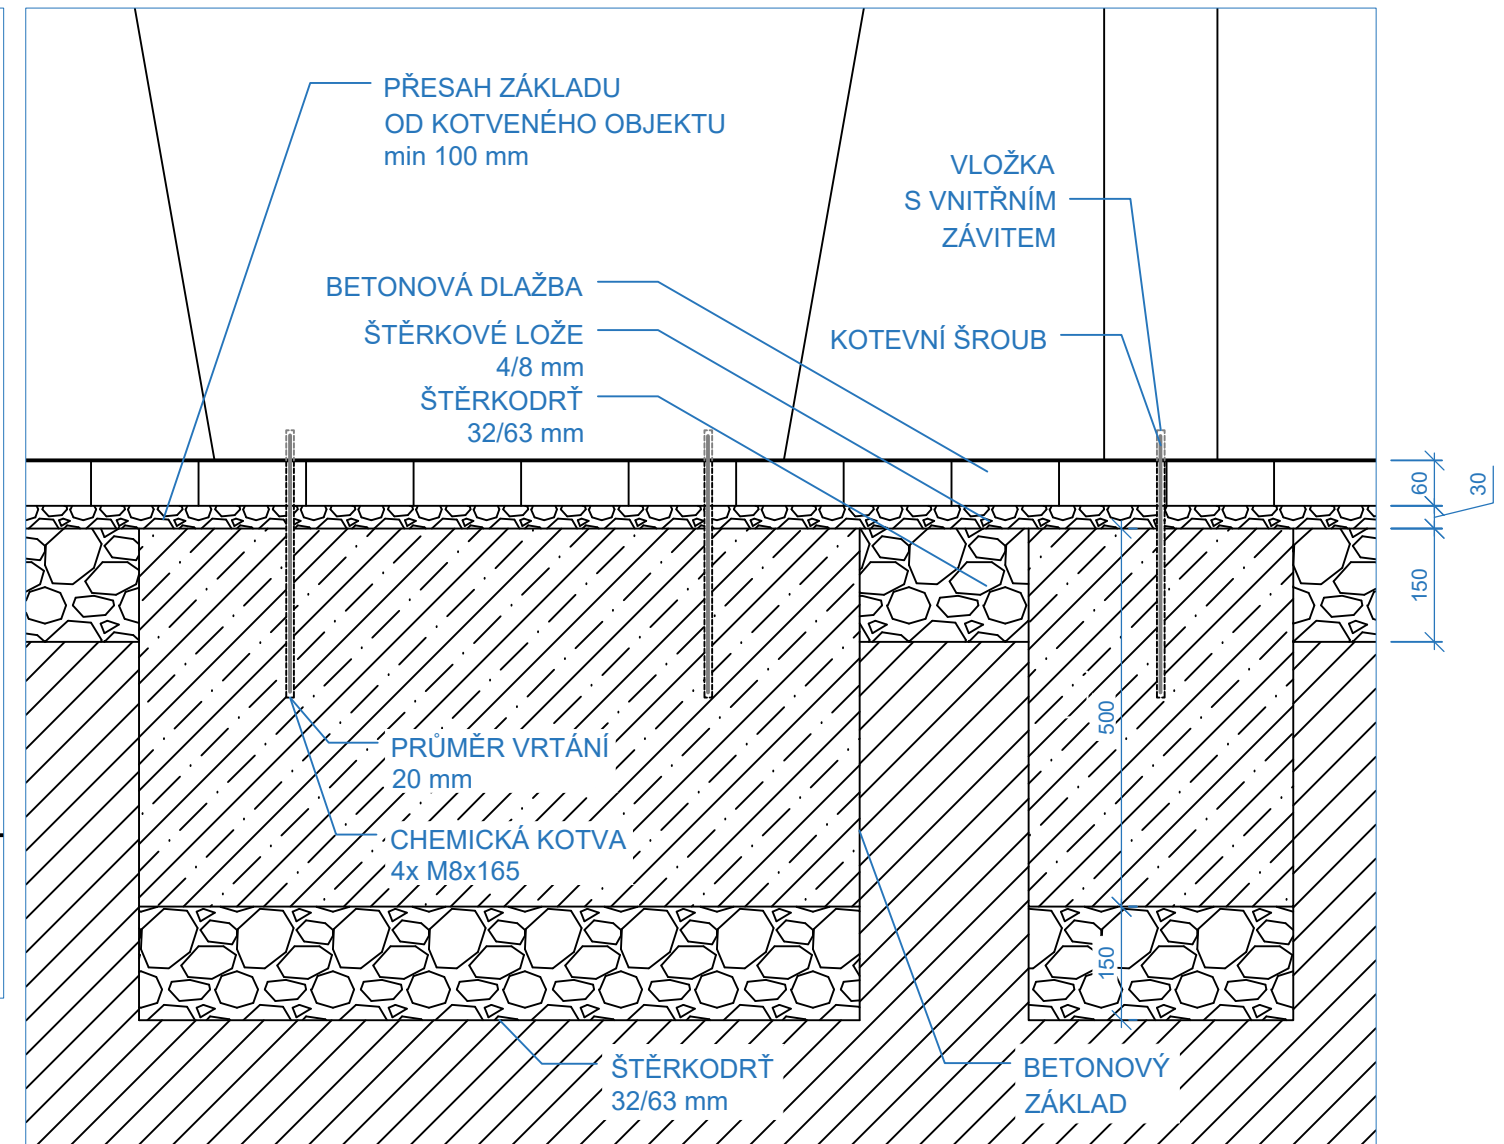 PŘESAH ZÁKLADU
OD KOTVENÉHO OBJEKTU
min 100 mm
VLOŽKA
S VNITŘNÍM
ZÁVITEM
BETONOVÁ DLAŽBA
ŠTĚRKOVÉ LOŽE
4/8 mm
KOTEVNÍ ŠROUB
ŠTĚRKODRŤ
32/63 mm
60
30
150
500
PRŮMĚR VRTÁNÍ
20 mm
CHEMICKÁ KOTVA
4x M8x165
150
ŠTĚRKODRŤ
32/63 mm
BETONOVÝ
ZÁKLAD